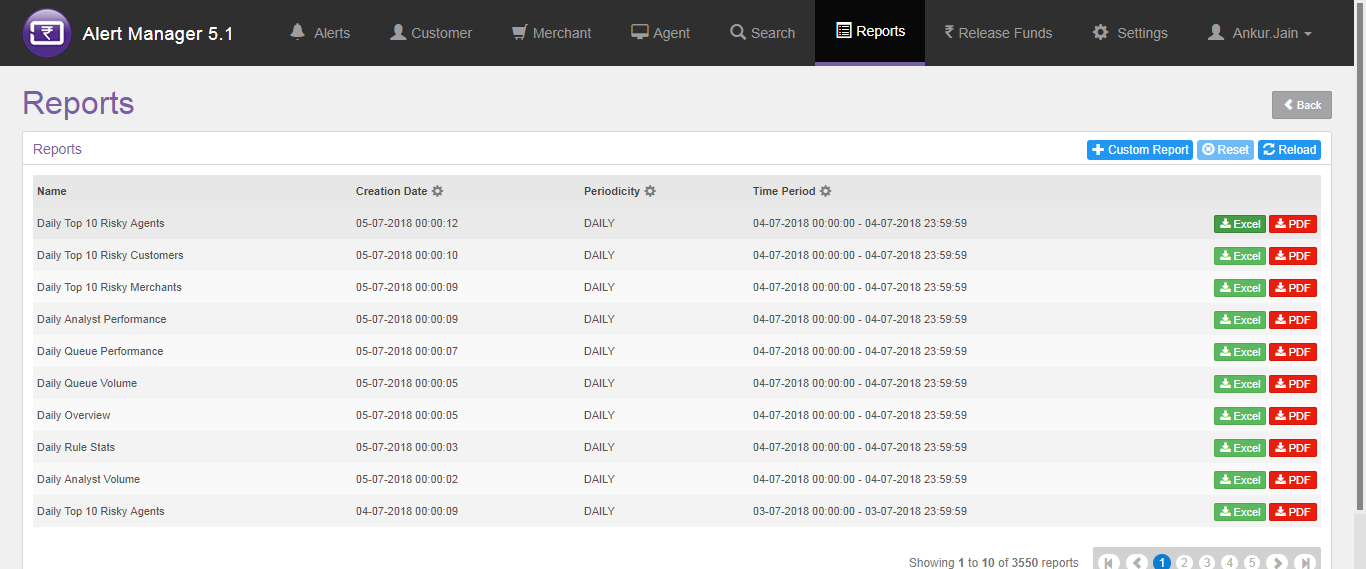 ₹ Alert Manager 5.1 Alerts Customer Merchant Agent Search Reports ₹ Release Funds Settings Ankur.Jain
Reports Back
Reports Custom Report Reset Reload
Name Creation Date Periodicity Time Period
Daily Top 10 Risky Agents 05-07-2018 00:00:12 DAILY 04-07-2018 00:00:00 - 04-07-2018 23:59:59 Excel PDF
Daily Top 10 Risky Customers 05-07-2018 00:00:10 DAILY 04-07-2018 00:00:00 - 04-07-2018 23:59:59 Excel PDF
Daily Top 10 Risky Merchants 05-07-2018 00:00:09 DAILY 04-07-2018 00:00:00 - 04-07-2018 23:59:59 Excel PDF
Daily Analyst Performance 05-07-2018 00:00:09 DAILY 04-07-2018 00:00:00 - 04-07-2018 23:59:59 Excel PDF
Daily Queue Performance 05-07-2018 00:00:07 DAILY 04-07-2018 00:00:00 - 04-07-2018 23:59:59 Excel PDF
Daily Queue Volume 05-07-2018 00:00:05 DAILY 04-07-2018 00:00:00 - 04-07-2018 23:59:59 Excel PDF
Daily Overview 05-07-2018 00:00:05 DAILY 04-07-2018 00:00:00 - 04-07-2018 23:59:59 Excel PDF
Daily Rule Stats 05-07-2018 00:00:03 DAILY 04-07-2018 00:00:00 - 04-07-2018 23:59:59 Excel PDF
Daily Analyst Volume 05-07-2018 00:00:02 DAILY 04-07-2018 00:00:00 - 04-07-2018 23:59:59 Excel PDF
Daily Top 10 Risky Agents 04-07-2018 00:00:09 DAILY 03-07-2018 00:00:00 - 03-07-2018 23:59:59 Excel PDF
Showing 1 to 10 of 3550 reports 1 2 3 4 5